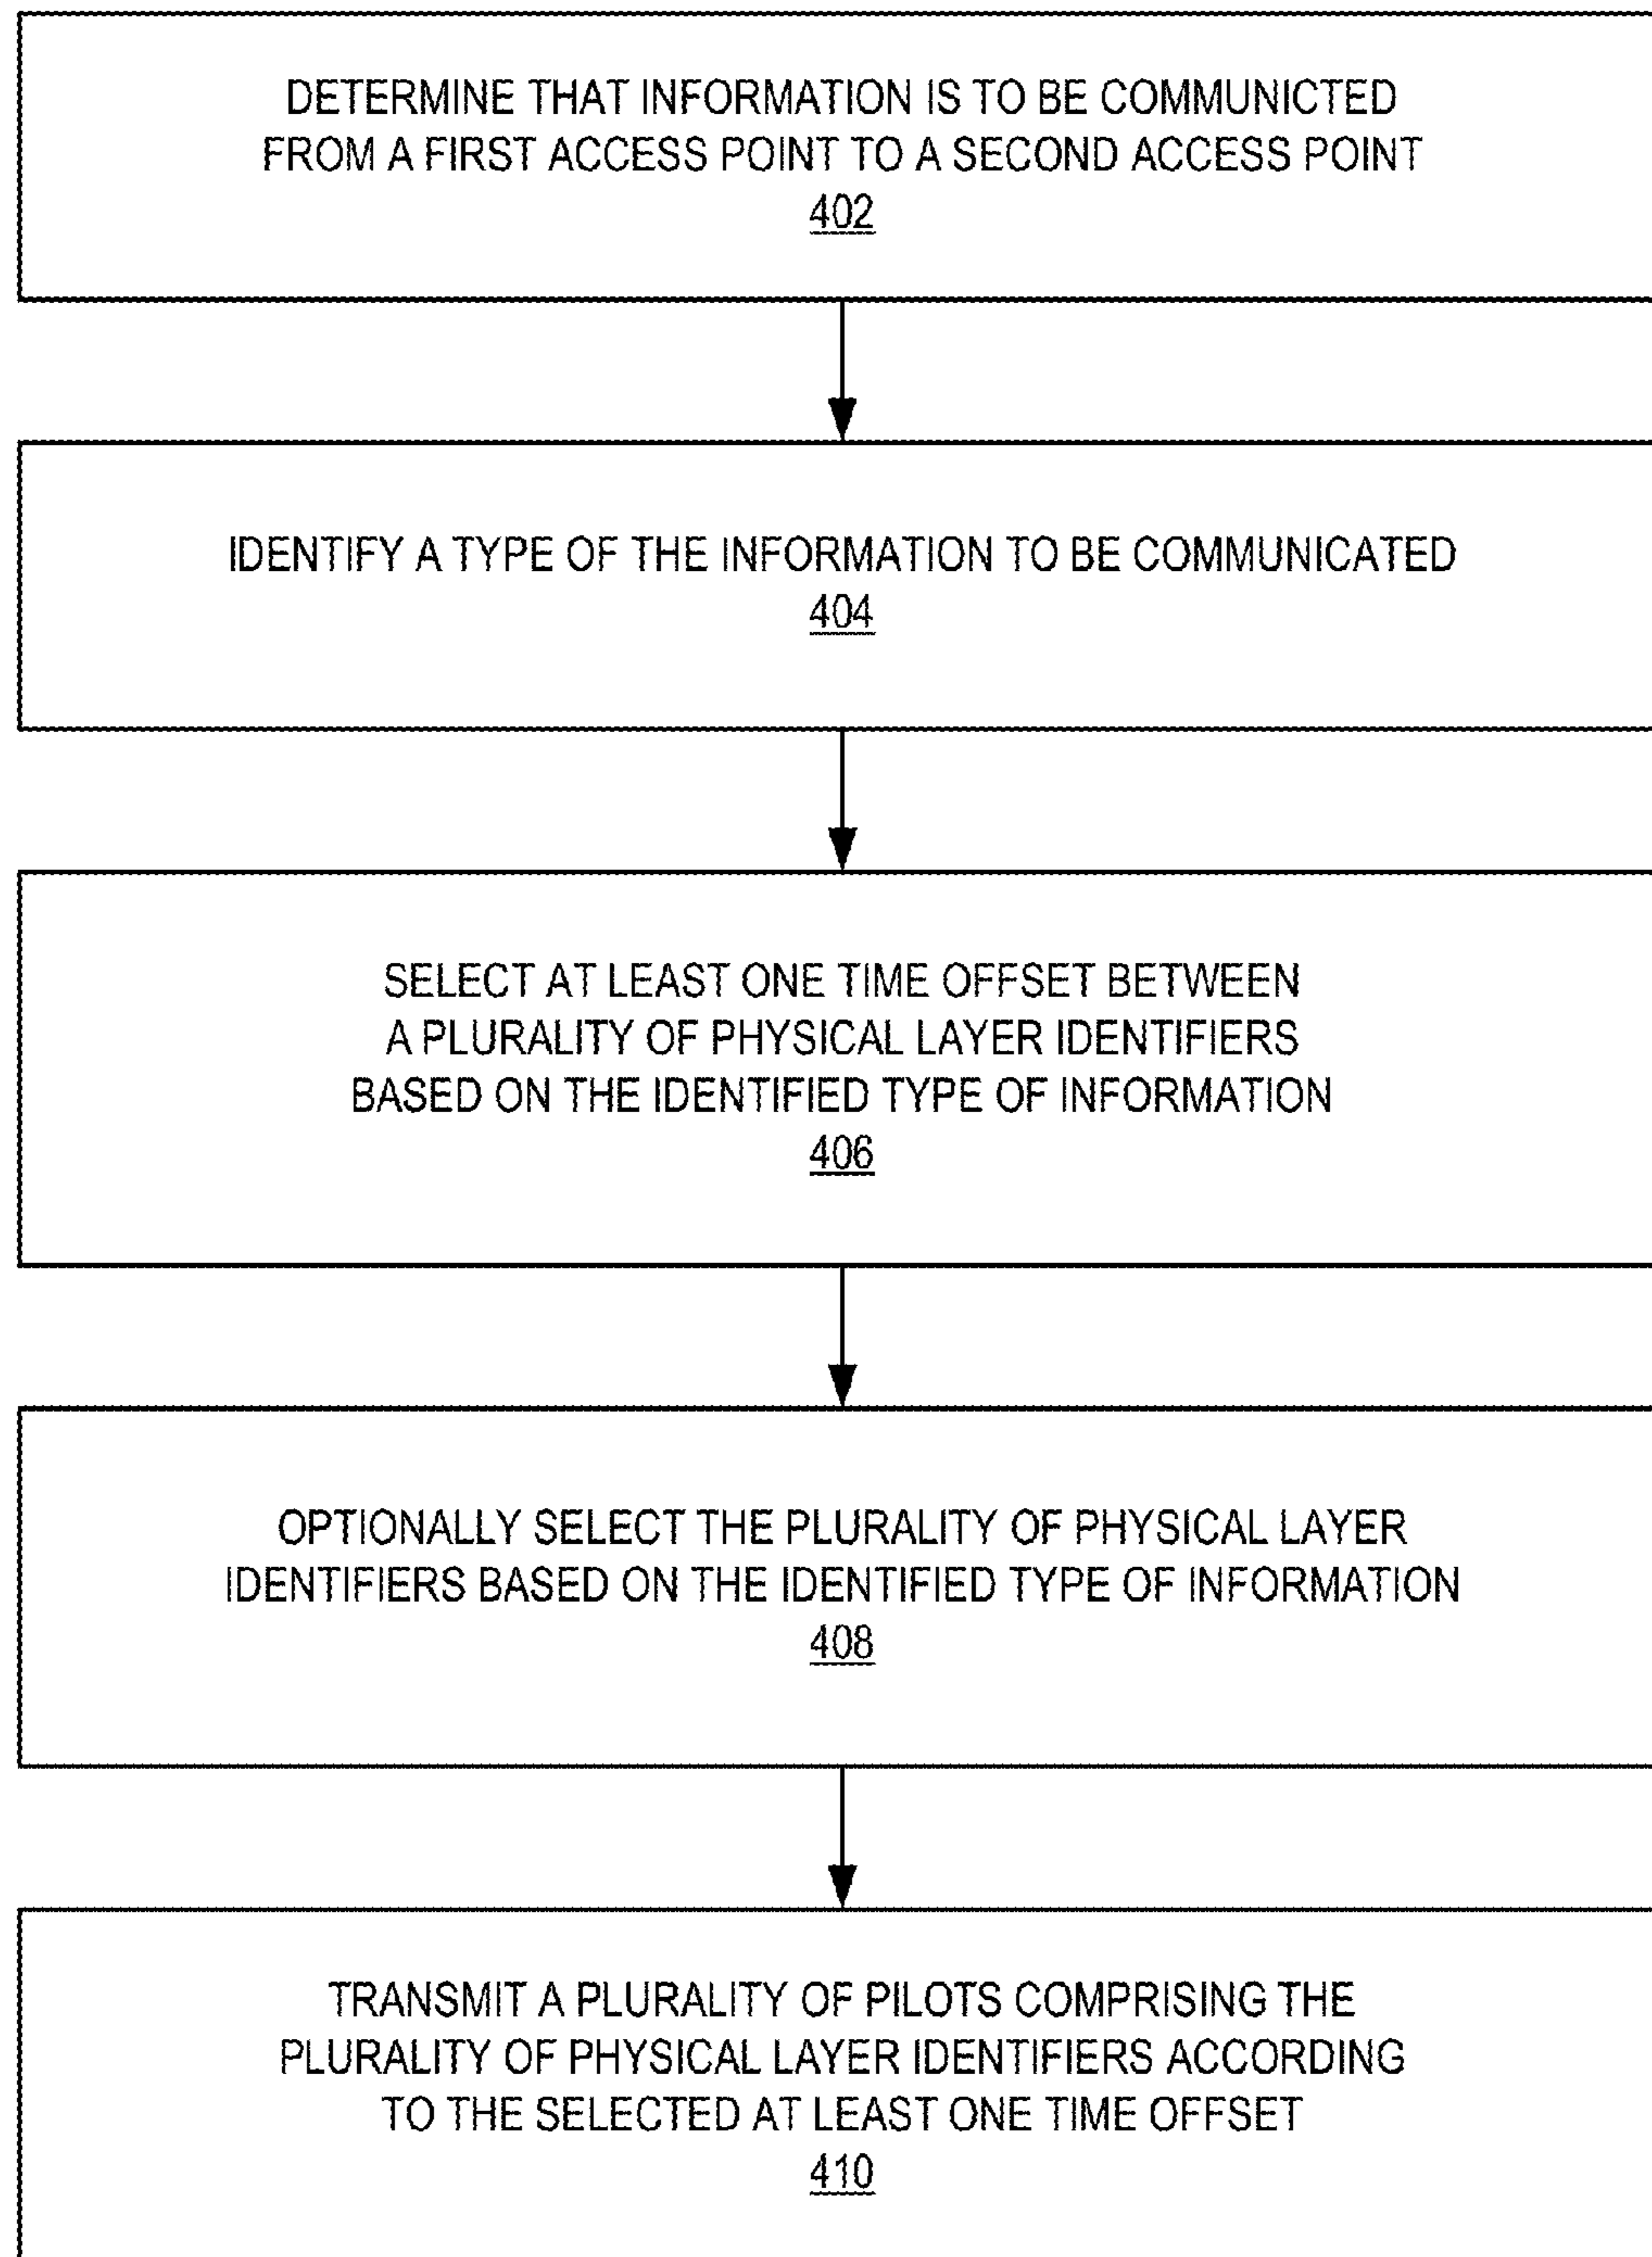 DETERMINE THAT INFORMATION IS TO BE COMMUNICTED
FROM A FIRST ACCESS POINT TO A SECOND ACCESS POINT
402
IDENTIFY A TYPE OF THE INFORMATION TO BE COMMUNICATED
404
SELECT AT LEAST ONE TIME OFFSET BETWEEN
A PLURALITY OF PHYSICAL LAYER IDENTIFIERS
BASED ON THE IDENTIFIED TYPE OF INFORMATION
406
OPTIONALLY SELECT THE PLURALITY OF PHYSICAL LAYER
IDENTIFIERS BASED ON THE IDENTIFIED TYPE OF INFORMATION
408
TRANSMIT A PLURALITY OF PILOTS COMPRISING THE
PLURALITY OF PHYSICAL LAYER IDENTIFIERS ACCORDING
TO THE SELECTED AT LEAST ONE TIME OFFSET
410